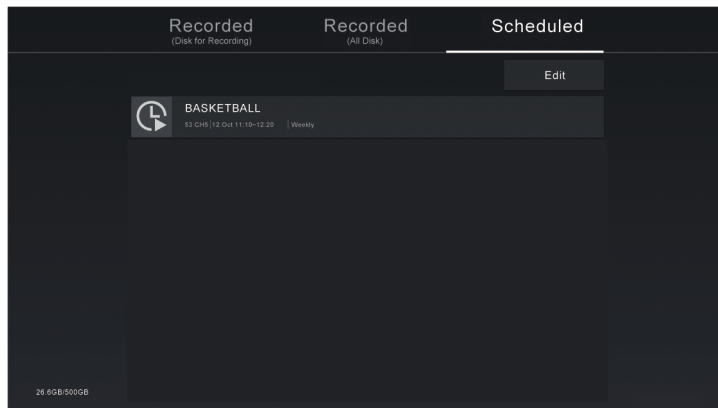 Recorded Recorded Scheduled
(Disk for Recording) (All Disk)
Edit
BASKETBALL
53 CH5|12.Oct 11:10~12:20 |Weekly
26.6GB/500GB